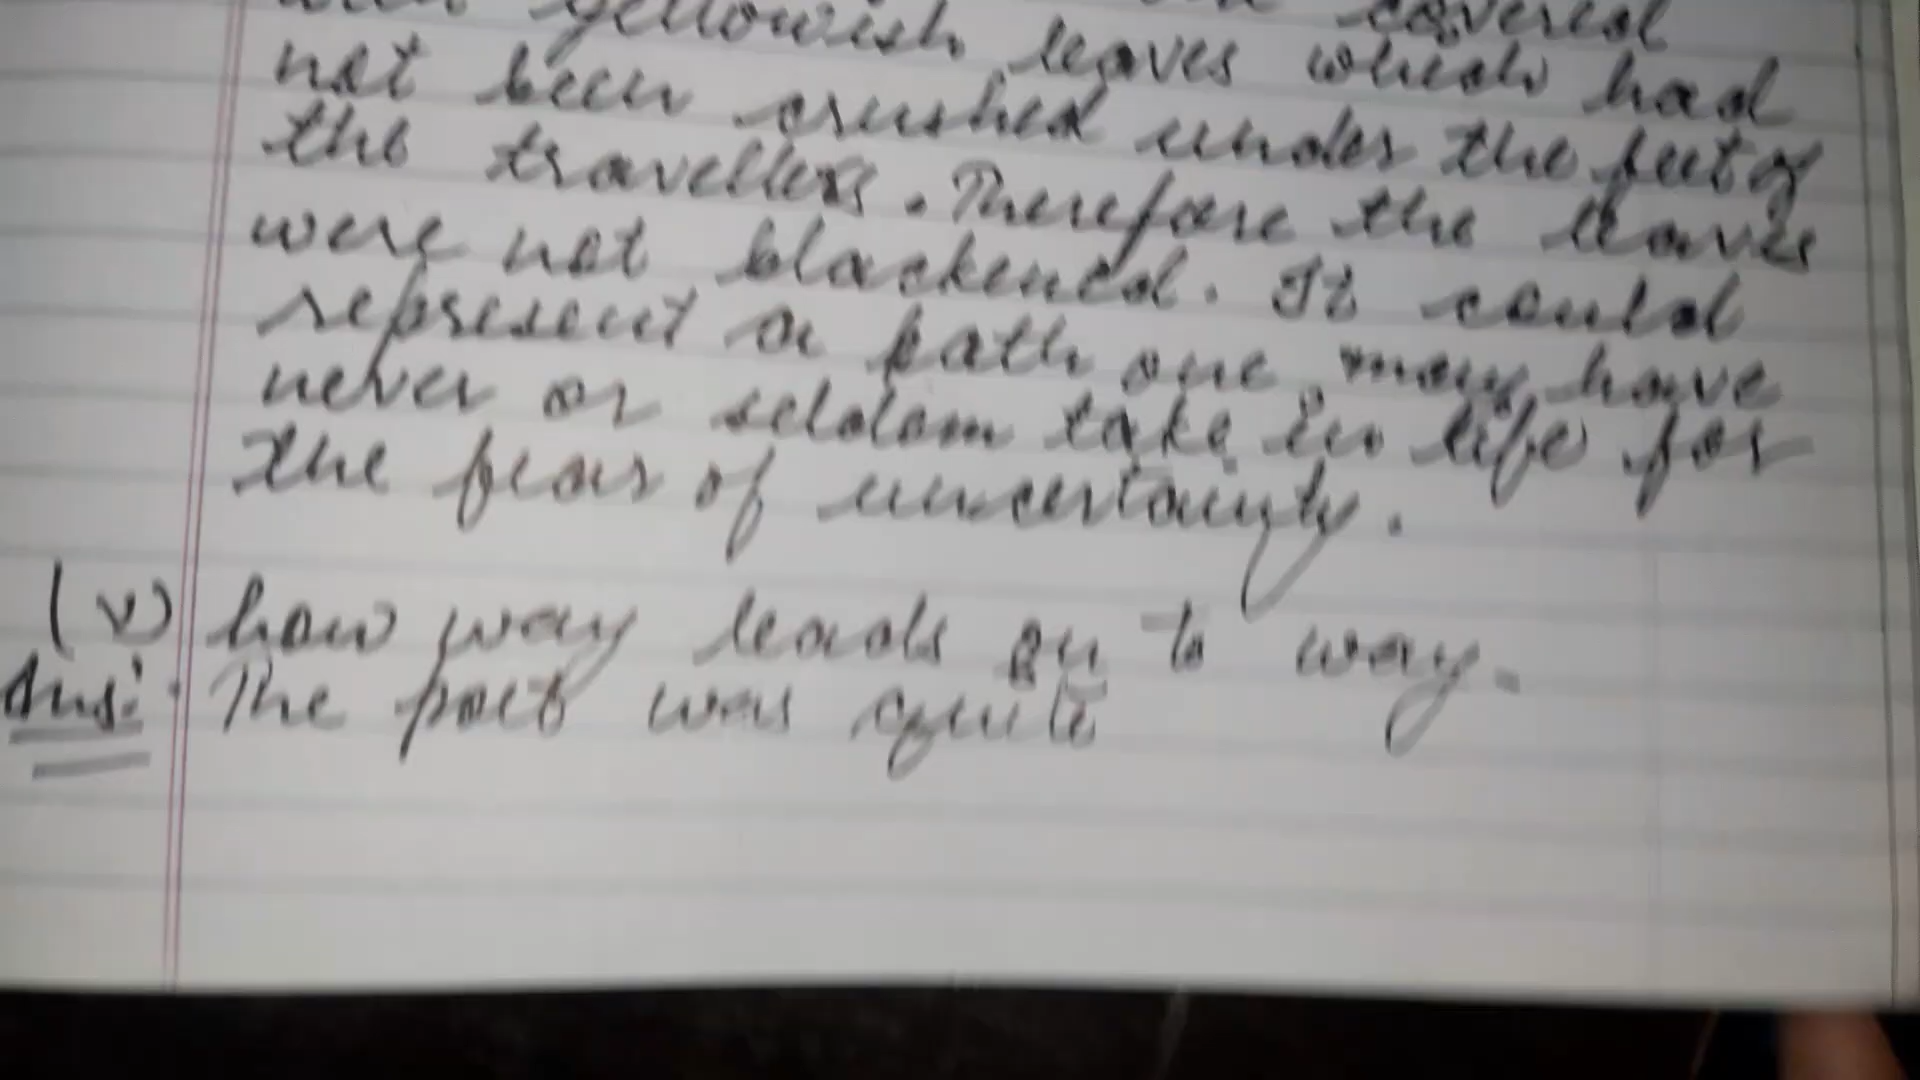 yellowish leaves which had covered
not been crushed under the feet of
the travellers. Therefore the leaves
were not blackened. It could
represent a path one may have
never or seldom take in life for
the fear of uncertainty.
(v) how way leads on to way.
Ans: The poet was quite